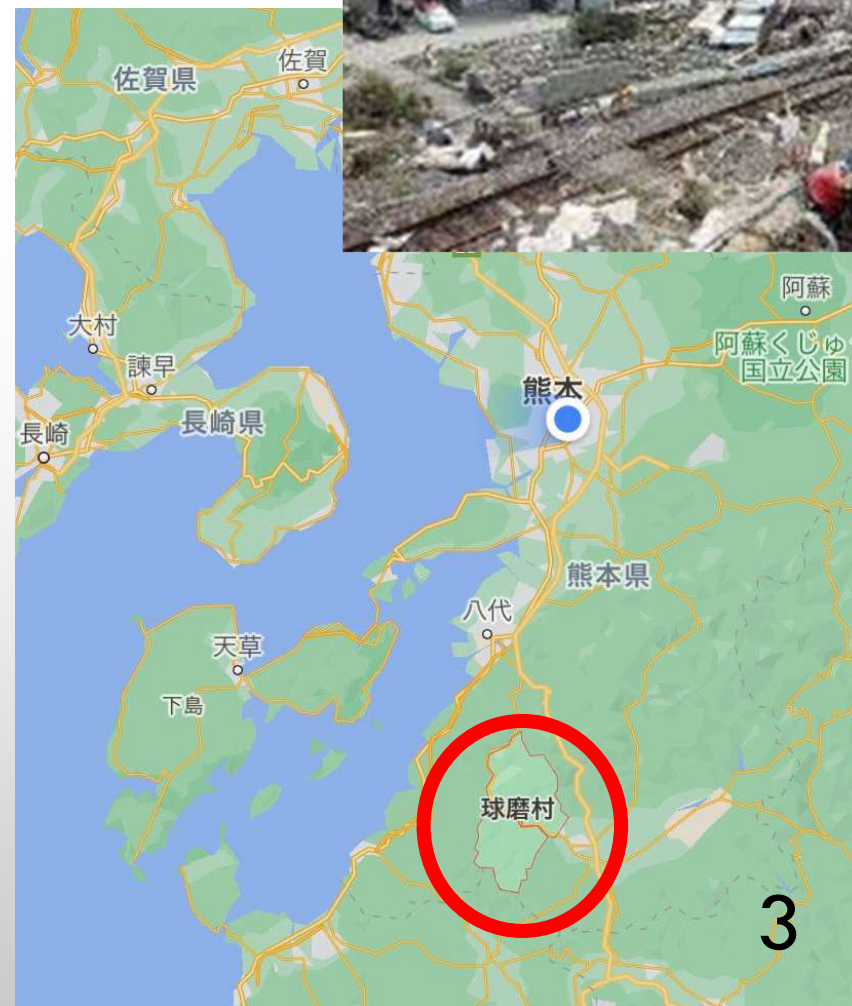 佐賀県
佐賀
大村
諫早
長崎県
長崎
阿蘇
阿蘇くじゅう
国立公園
熊本
熊本県
八代
天草
下島
球磨村
3